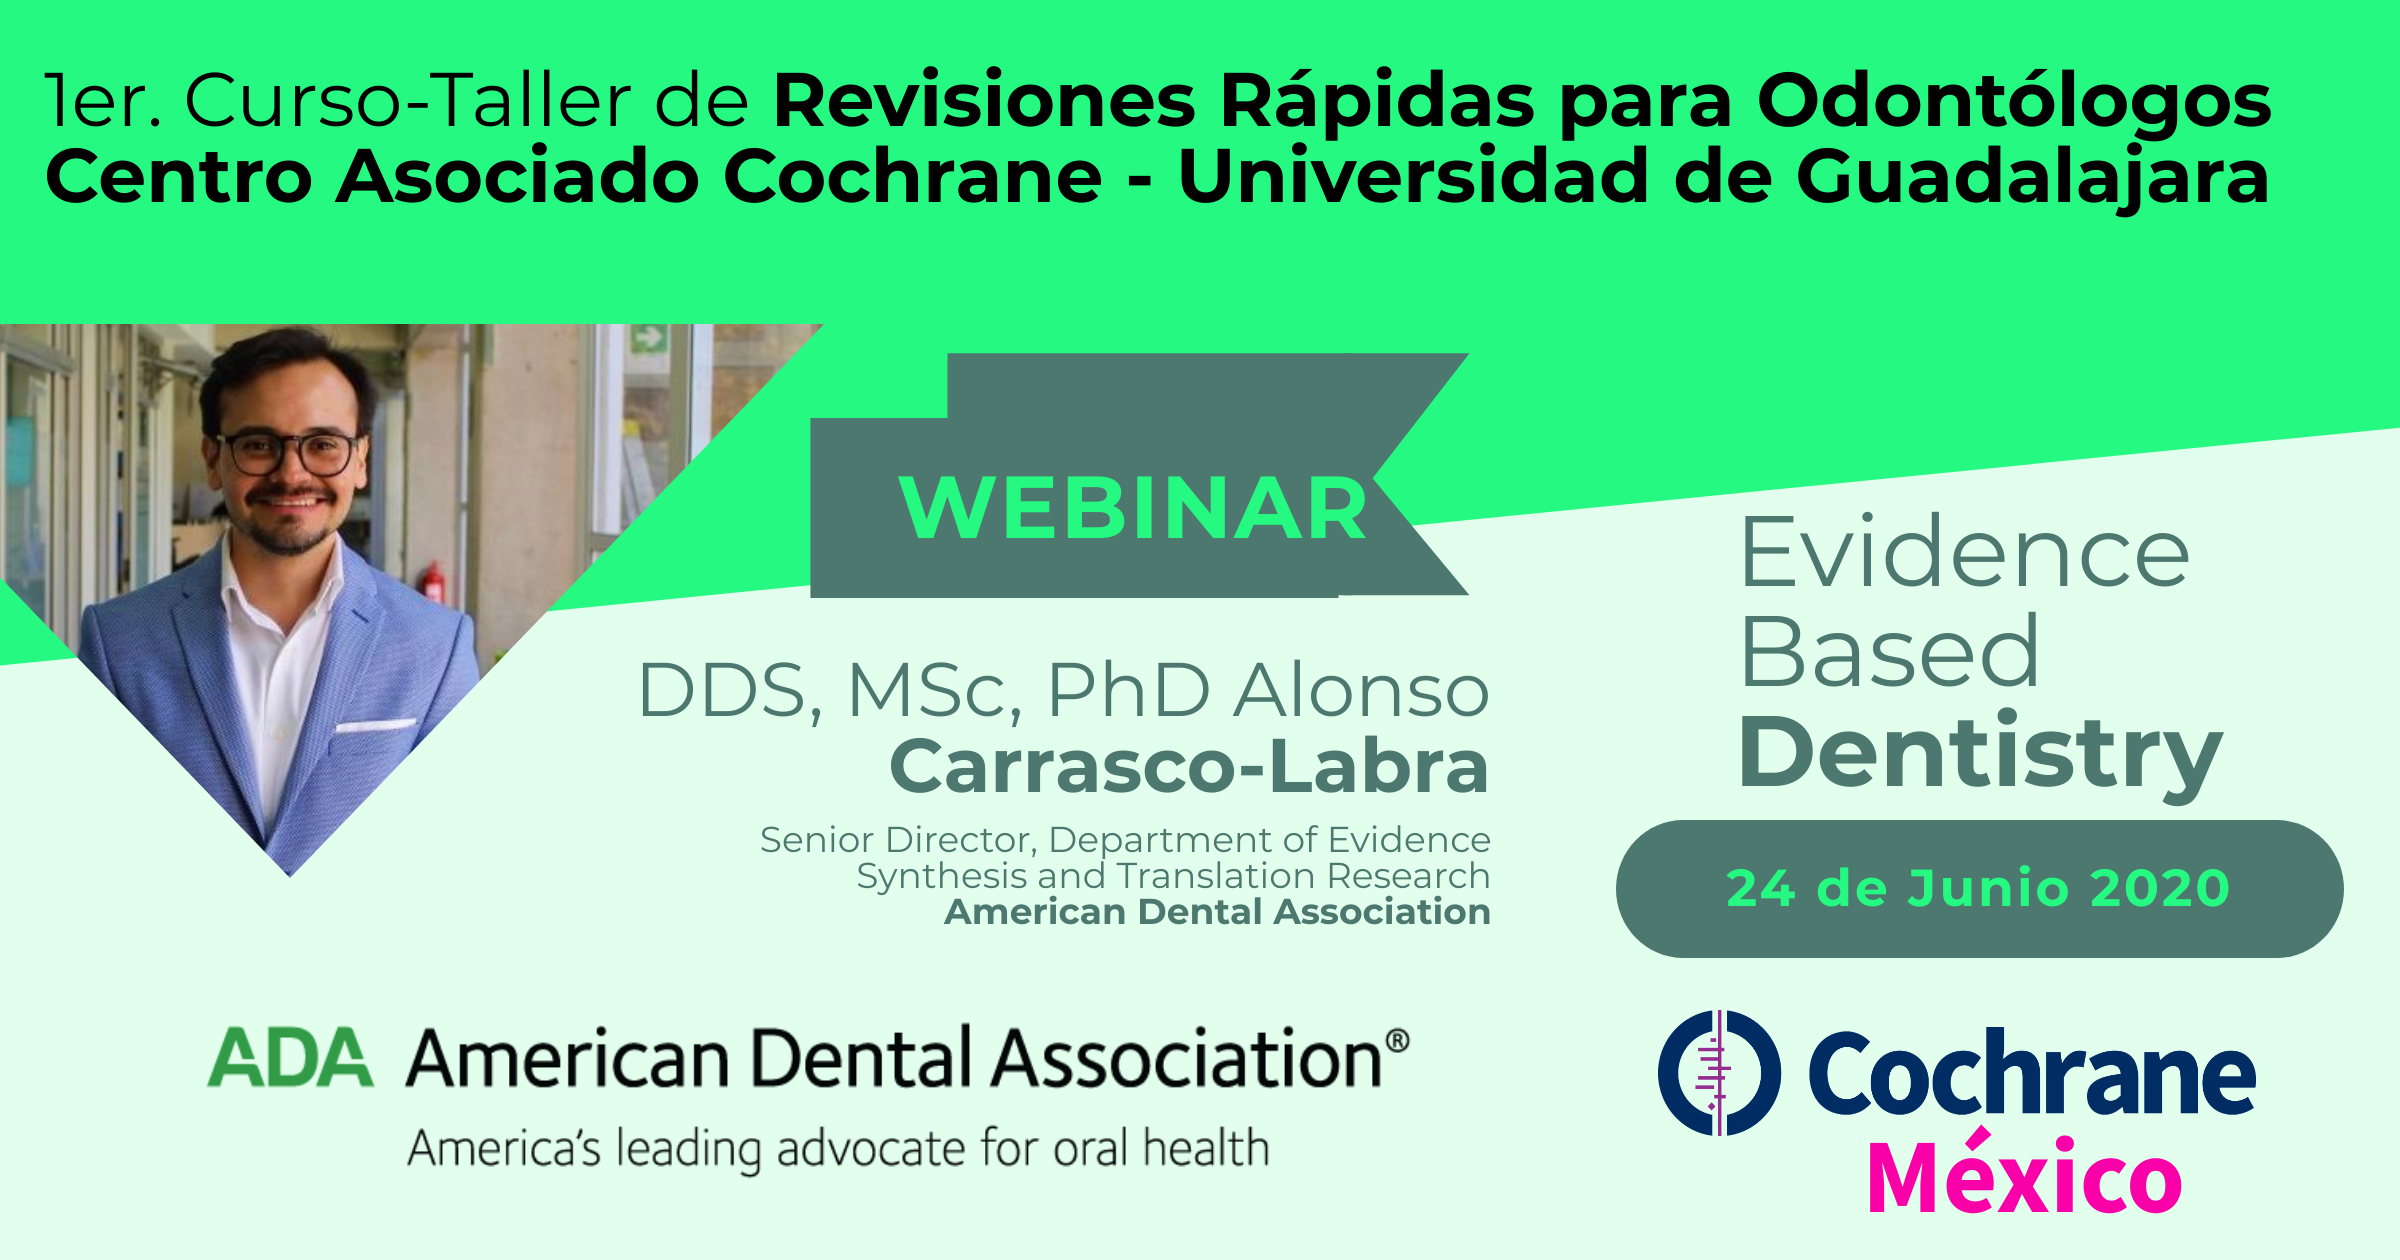 1er. Curso-Taller de Revisiones Rápidas para Odontólogos
Centro Asociado Cochrane - Universidad de Guadalajara
WEBINAR
DDS, MSc, PhD Alonso
Carrasco-Labra
Senior Director, Department of Evidence
Synthesis and Translation Research
American Dental Association
Evidence
Based
Dentistry
24 de Junio 2020
ADA American Dental Association®
America's leading advocate for oral health
Cochrane
México